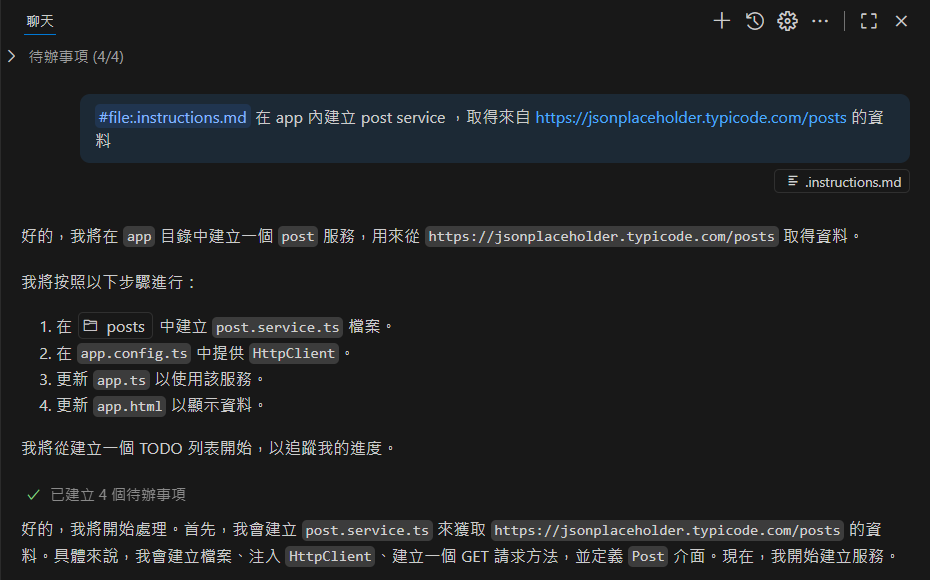 聊天
待辦事項 (4/4)
#file:.instructions.md 在 app 內建立 post service ，取得來自 https://jsonplaceholder.typicode.com/posts 的資
料
.instructions.md
好的，我將在 app 目錄中建立一個 post 服務，用來從 https://jsonplaceholder.typicode.com/posts 取得資料。
我將按照以下步驟進行：
1. 在 posts 中建立 post.service.ts 檔案。
2. 在 app.config.ts 中提供 HttpClient 。
3. 更新 app.ts 以使用該服務。
4. 更新 app.html 以顯示資料。
我將從建立一個 TODO 列表開始，以追蹤我的進度。
已建立 4 個待辦事項
好的，我將開始處理。首先，我會建立 post.service.ts 來獲取 https://jsonplaceholder.typicode.com/posts 的資
料。具體來說，我會建立檔案、注入 HttpClient 、建立一個 GET 請求方法，並定義 Post 介面。現在，我開始建立服務。